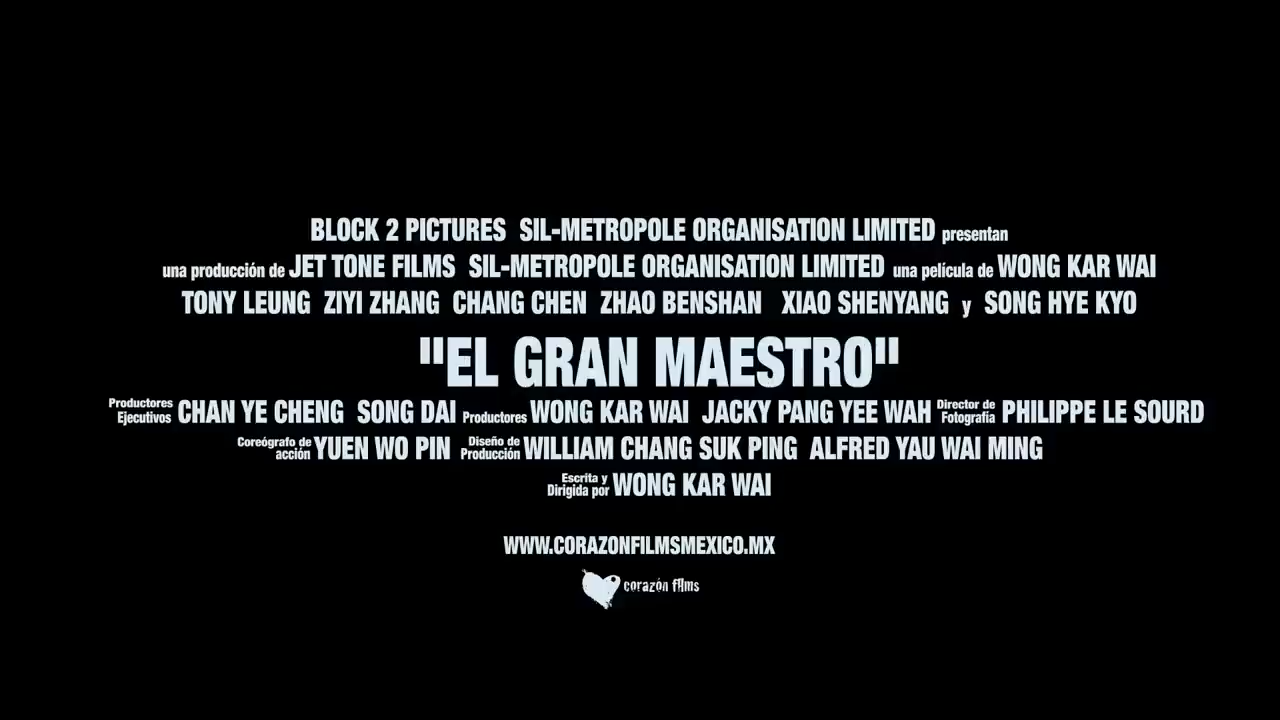 BLOCK 2 PICTURES SIL-METROPOLE ORGANISATION LIMITED presentan
una producción de JET TONE FILMS SIL-METROPOLE ORGANISATION LIMITED una película de WONG KAR WAI
TONY LEUNG ZIYI ZHANG CHANG CHEN ZHAO BENSHAN XIAO SHENYANG y SONG HYE KYO
"EL GRAN MAESTRO"
Productores Ejecutivos CHAN YE CHENG SONG DAI Productores WONG KAR WAI JACKY PANG YEE WAH Director de Fotografía PHILIPPE LE SOURD
Coreógrafo de acción YUEN WO PIN Diseño de Producción WILLIAM CHANG SUK PING ALFRED YAU WAI MING
Escrita y Dirigida por WONG KAR WAI
WWW.CORAZONFILMSMEXICO.MX
corazón films